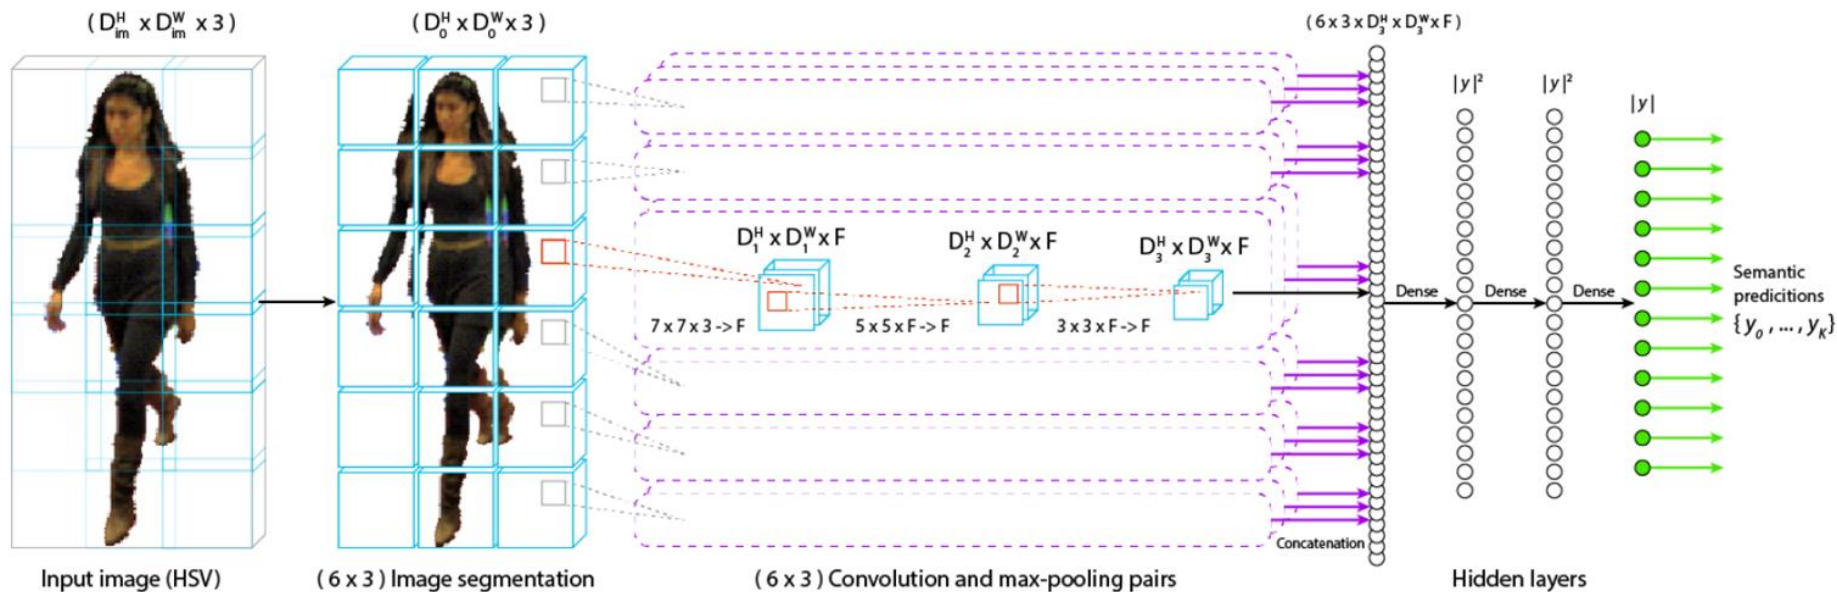 ( D^H_im x D^W_im x 3 )
( D^H_0 x D^W_0 x 3 )
( 6 x 3 x D^H_3 x D^W_3 x F )
|y|²
|y|²
|y|
D^H_1 x D^W_1 x F
D^H_2 x D^W_2 x F
D^H_3 x D^W_3 x F
7 x 7 x 3 -> F
5 x 5 x F -> F
3 x 3 x F -> F
Dense
Dense
Dense
Semantic
predicitions
{ y_0 , ... , y_K }
Concatenation
Input image (HSV)
( 6 x 3 ) Image segmentation
( 6 x 3 ) Convolution and max-pooling pairs
Hidden layers